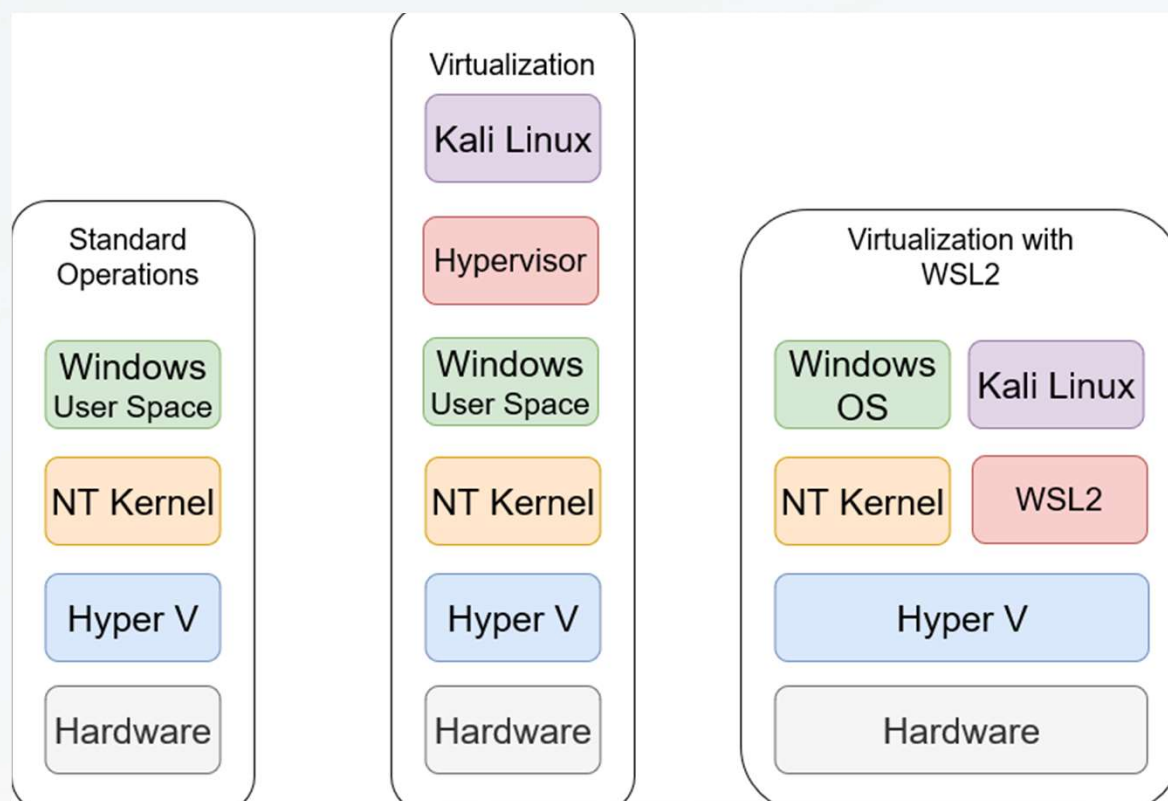 Standard
Operations
Windows
User Space
NT Kernel
Hyper V
Hardware
Virtualization
Kali Linux
Hypervisor
Windows
User Space
NT Kernel
Hyper V
Hardware
Virtualization with
WSL2
Windows
OS
Kali Linux
NT Kernel
WSL2
Hyper V
Hardware